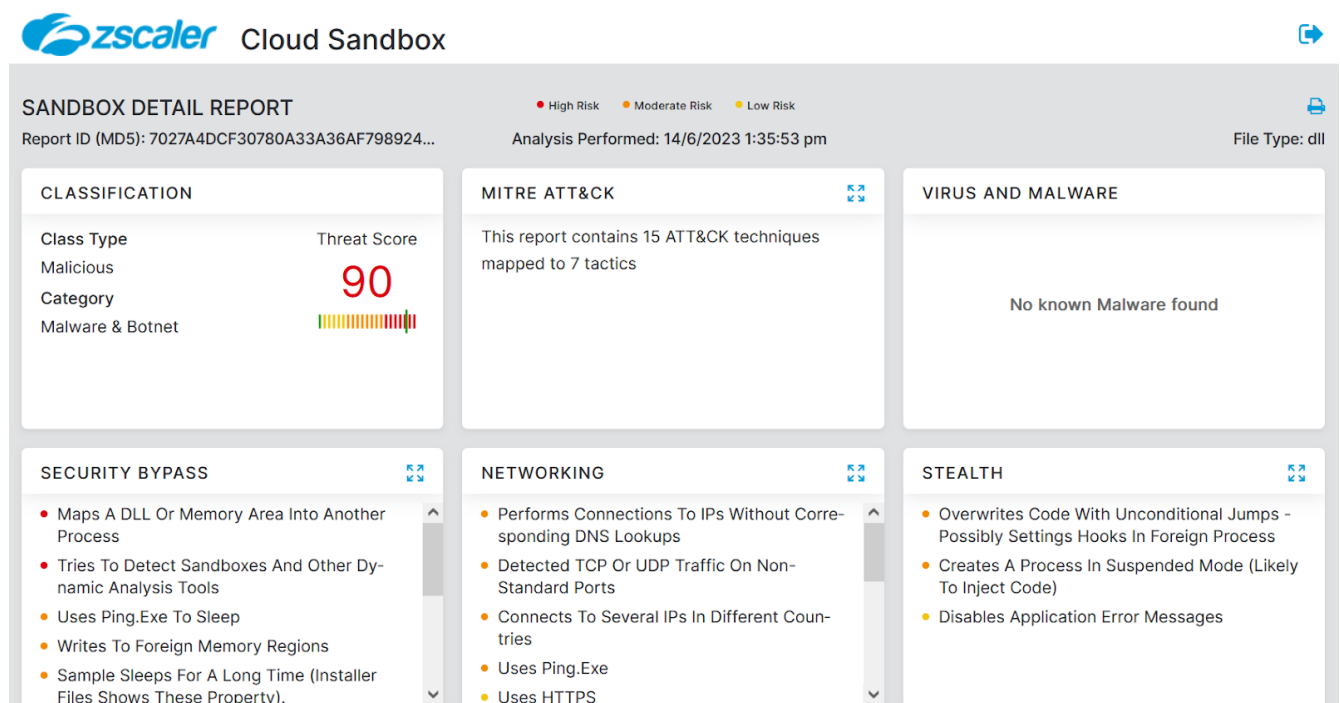 zscaler Cloud Sandbox
SANDBOX DETAIL REPORT
High Risk Moderate Risk Low Risk
Report ID (MD5): 7027A4DCF30780A33A36AF798924...
Analysis Performed: 14/6/2023 1:35:53 pm
File Type: dll
CLASSIFICATION
Class Type
Threat Score
Malicious
90
Category
Malware & Botnet
MITRE ATT&CK
This report contains 15 ATT&CK techniques
mapped to 7 tactics
VIRUS AND MALWARE
No known Malware found
SECURITY BYPASS
Maps A DLL Or Memory Area Into Another
Process
Tries To Detect Sandboxes And Other Dy-
namic Analysis Tools
Uses Ping.Exe To Sleep
Writes To Foreign Memory Regions
Sample Sleeps For A Long Time (Installer
Files Shows These Property).
NETWORKING
Performs Connections To IPs Without Corre-
sponding DNS Lookups
Detected TCP Or UDP Traffic On Non-
Standard Ports
Connects To Several IPs In Different Coun-
tries
Uses Ping.Exe
Uses HTTPS
STEALTH
Overwrites Code With Unconditional Jumps -
Possibly Settings Hooks In Foreign Process
Creates A Process In Suspended Mode (Likely
To Inject Code)
Disables Application Error Messages